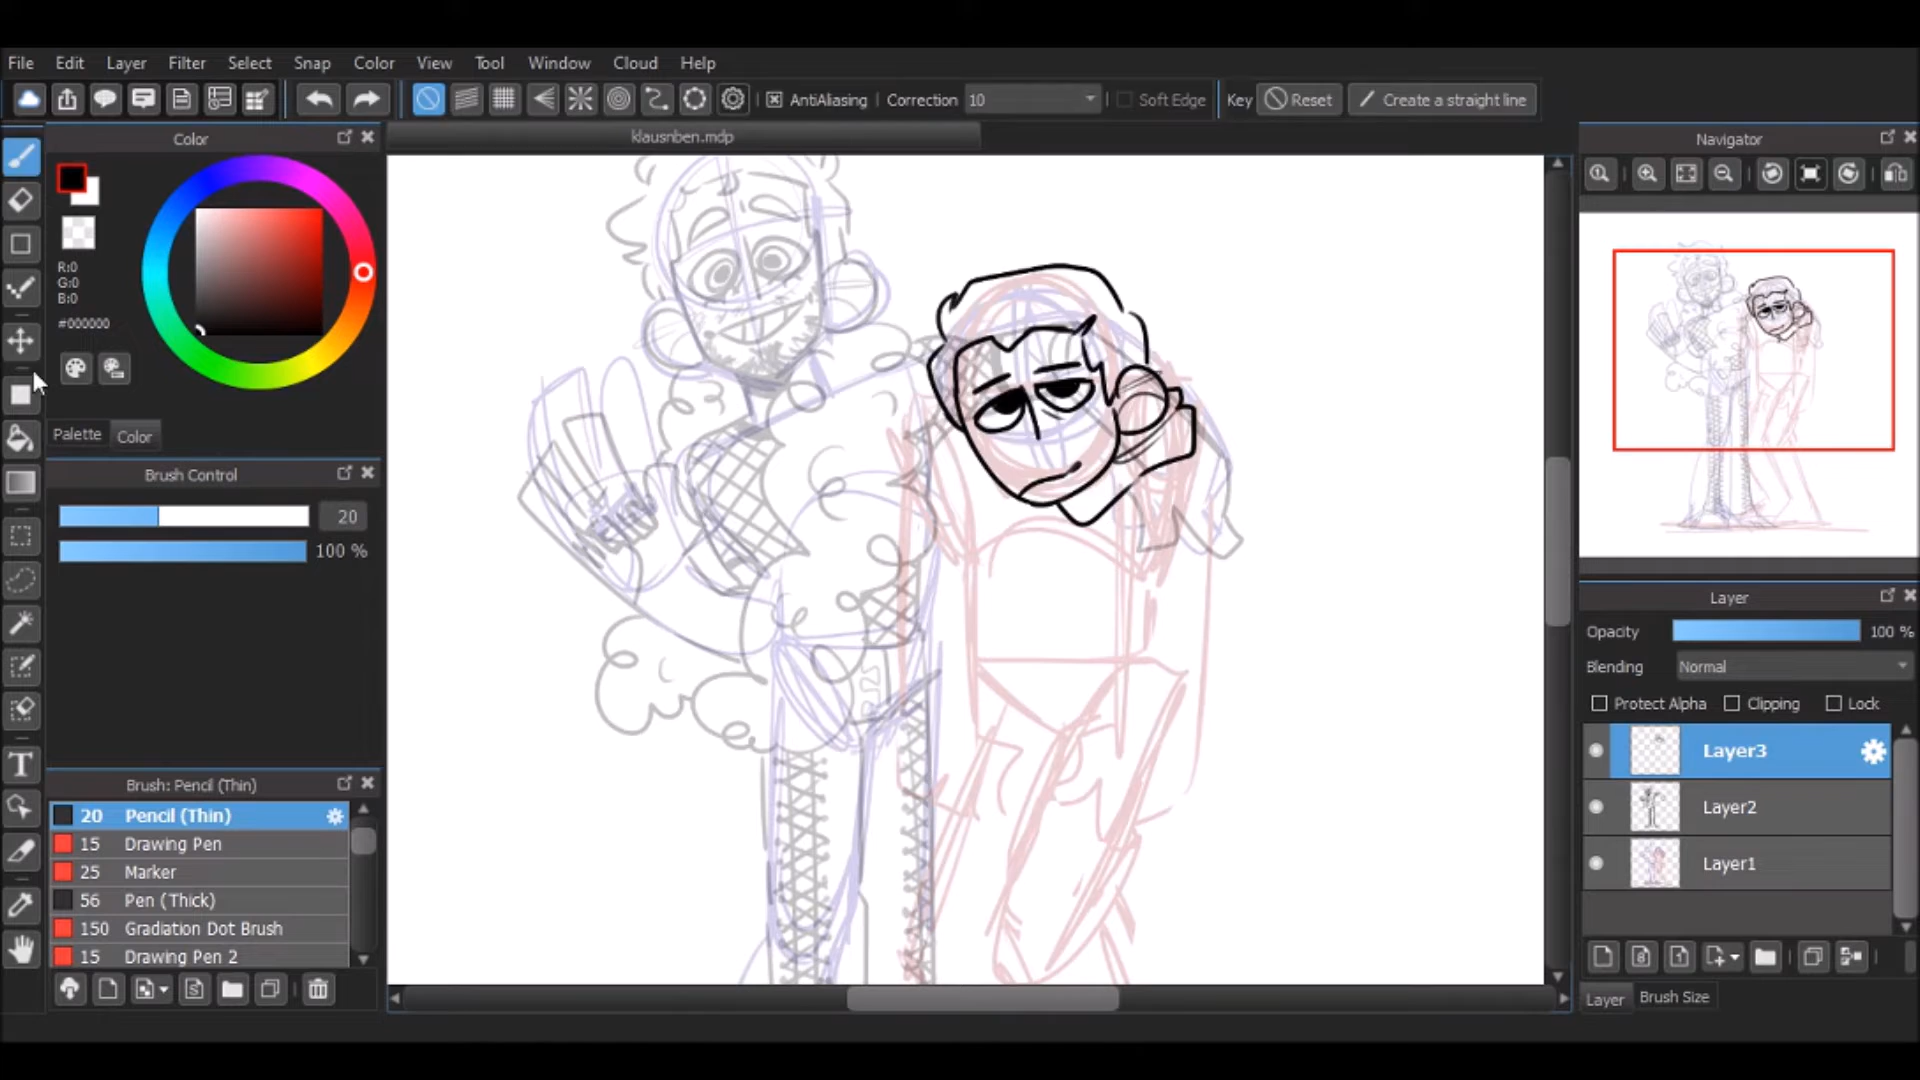 File Edit Layer Filter Select Snap Color View Tool Window Cloud Help
AntiAliasing Correction 10 Soft Edge Key Reset Create a straight line
Color
klausnben.mdp
Navigator
R:0
G:0
B:0
#000000
Palette Color
Brush Control
20
100 %
Brush: Pencil (Thin)
20 Pencil (Thin)
15 Drawing Pen
25 Marker
56 Pen (Thick)
150 Gradiation Dot Brush
15 Drawing Pen 2
Layer
Opacity 100 %
Blending Normal
Protect Alpha Clipping Lock
Layer3
Layer2
Layer1
Layer Brush Size